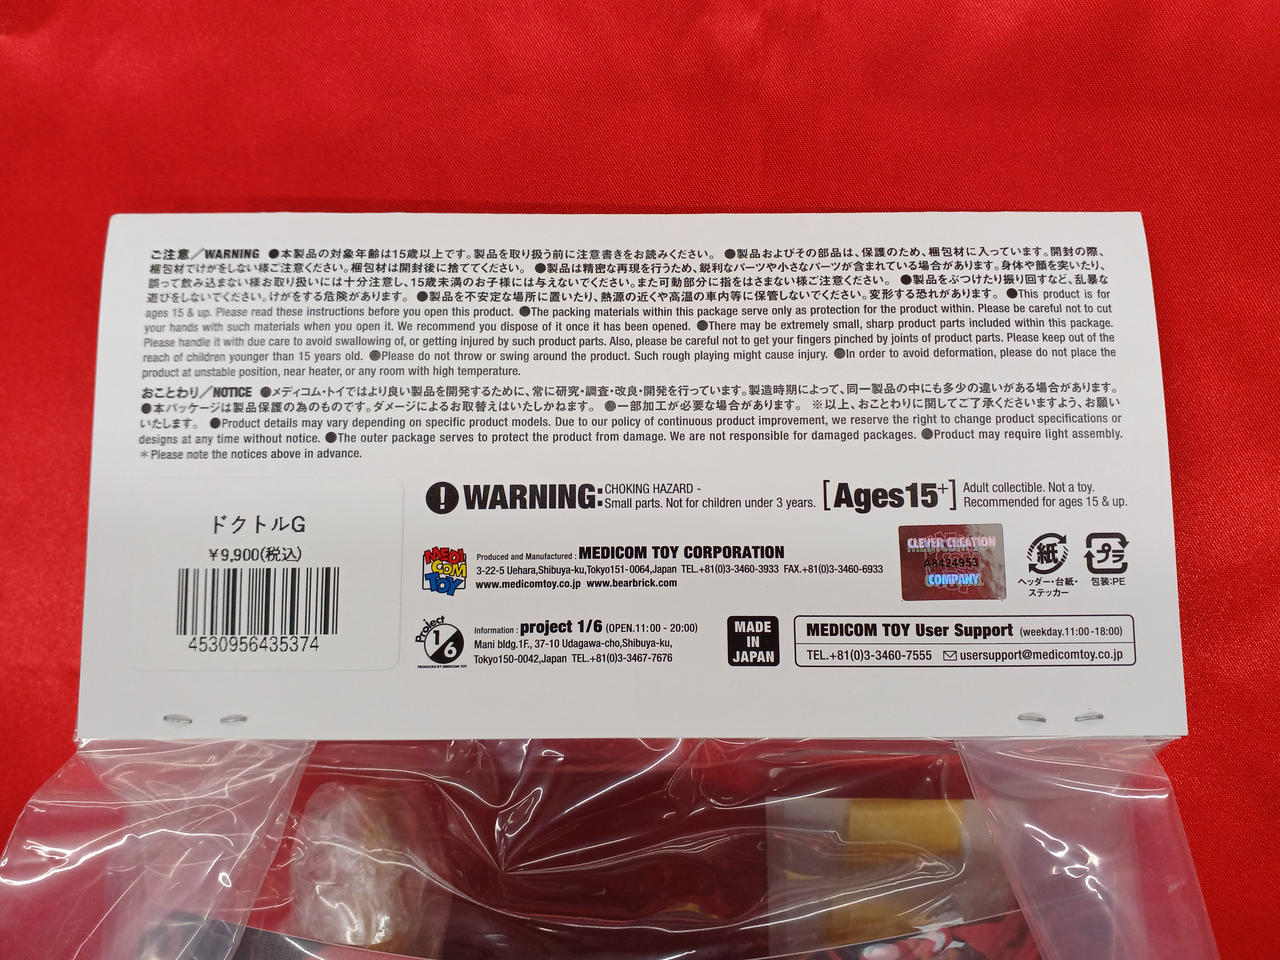 ご注意／WARNING ●本製品の対象年齢は15歳以上です。製品を取り扱う前に注意書きをお読みください。 ●製品およびその部品は、保護のため、梱包材に入っています。開封の際、
梱包材でけがをしない様ご注意ください。梱包材は開封後に捨ててください。 ●製品は精密な再現を行うため、鋭利なパーツや小さなパーツが含まれている場合があります。身体や顔を突いたり、
誤って飲み込まない様お取り扱いには十分注意し、15歳未満のお子様には与えないでください。また可動部分に指をはさまない様ご注意ください。 ●製品をぶつけたり振り回すなど、乱暴な
遊びをしないでください。けがをする危険があります。 ●製品を不安定な場所に置いたり、熱源の近くや高温の車内等に保管しないでください。変形する恐れがあります。 ●This product is for
ages 15 & up. Please read these instructions before you open this product. ●The packing materials within this package serve only as protection for the product within. Please be careful not to cut
your hands with such materials when you open it. We recommend you dispose of it once it has been opened. ●There may be extremely small, sharp product parts included within this package.
Please handle it with due care to avoid swallowing of, or getting injured by such product parts. Also, please be careful not to get your fingers pinched by joints of product parts. Please keep out of the
reach of children younger than 15 years old. ●Please do not throw or swing around the product. Such rough playing might cause injury. ●In order to avoid deformation, please do not place the
product at unstable position, near heater, or any room with high temperature.
おことわり／NOTICE ●メディコム・トイではより良い製品を開発するために、常に研究・調査・改良・開発を行っています。製造時期によって、同一製品の中にも多少の違いがある場合があります。
●本パッケージは製品保護の為のものです。ダメージによるお取替えはいたしかねます。 ●一部加工が必要な場合があります。 ※以上、おことわりに関してご了承くださいますよう、お願い
いたします。 ●Product details may vary depending on specific product models. Due to our policy of continuous product improvement, we reserve the right to change product specifications or
designs at any time without notice. ●The outer package serves to protect the product from damage. We are not responsible for damaged packages. ●Product may require light assembly.
＊Please note the notices above in advance.
WARNING: CHOKING HAZARD -
Small parts. Not for children under 3 years.
[Ages15+]
Adult collectible. Not a toy.
Recommended for ages 15 & up.
ドクトルG
¥9,900(税込)
4530956435374
MEDI
COM
TOY
Produced and Manufactured : MEDICOM TOY CORPORATION
3-22-5 Uehara,Shibuya-ku,Tokyo151-0064,Japan TEL.+81(0)3-3460-3933 FAX.+81(0)3-3460-6933
www.medicomtoy.co.jp www.bearbrick.com
CLEVER CREATION
A8424953
COMPANY
紙
ヘッダー・台紙・
ステッカー
プラ
包装:PE
Project
1/6
PRODUCED BY MEDICOM TOY
Information : project 1/6 (OPEN.11:00 - 20:00)
Mani bldg.1F., 37-10 Udagawa-cho,Shibuya-ku,
Tokyo150-0042,Japan TEL.+81(0)3-3467-7676
MADE
IN
JAPAN
MEDICOM TOY User Support (weekday.11:00-18:00)
TEL.+81(0)3-3460-7555 usersupport@medicomtoy.co.jp